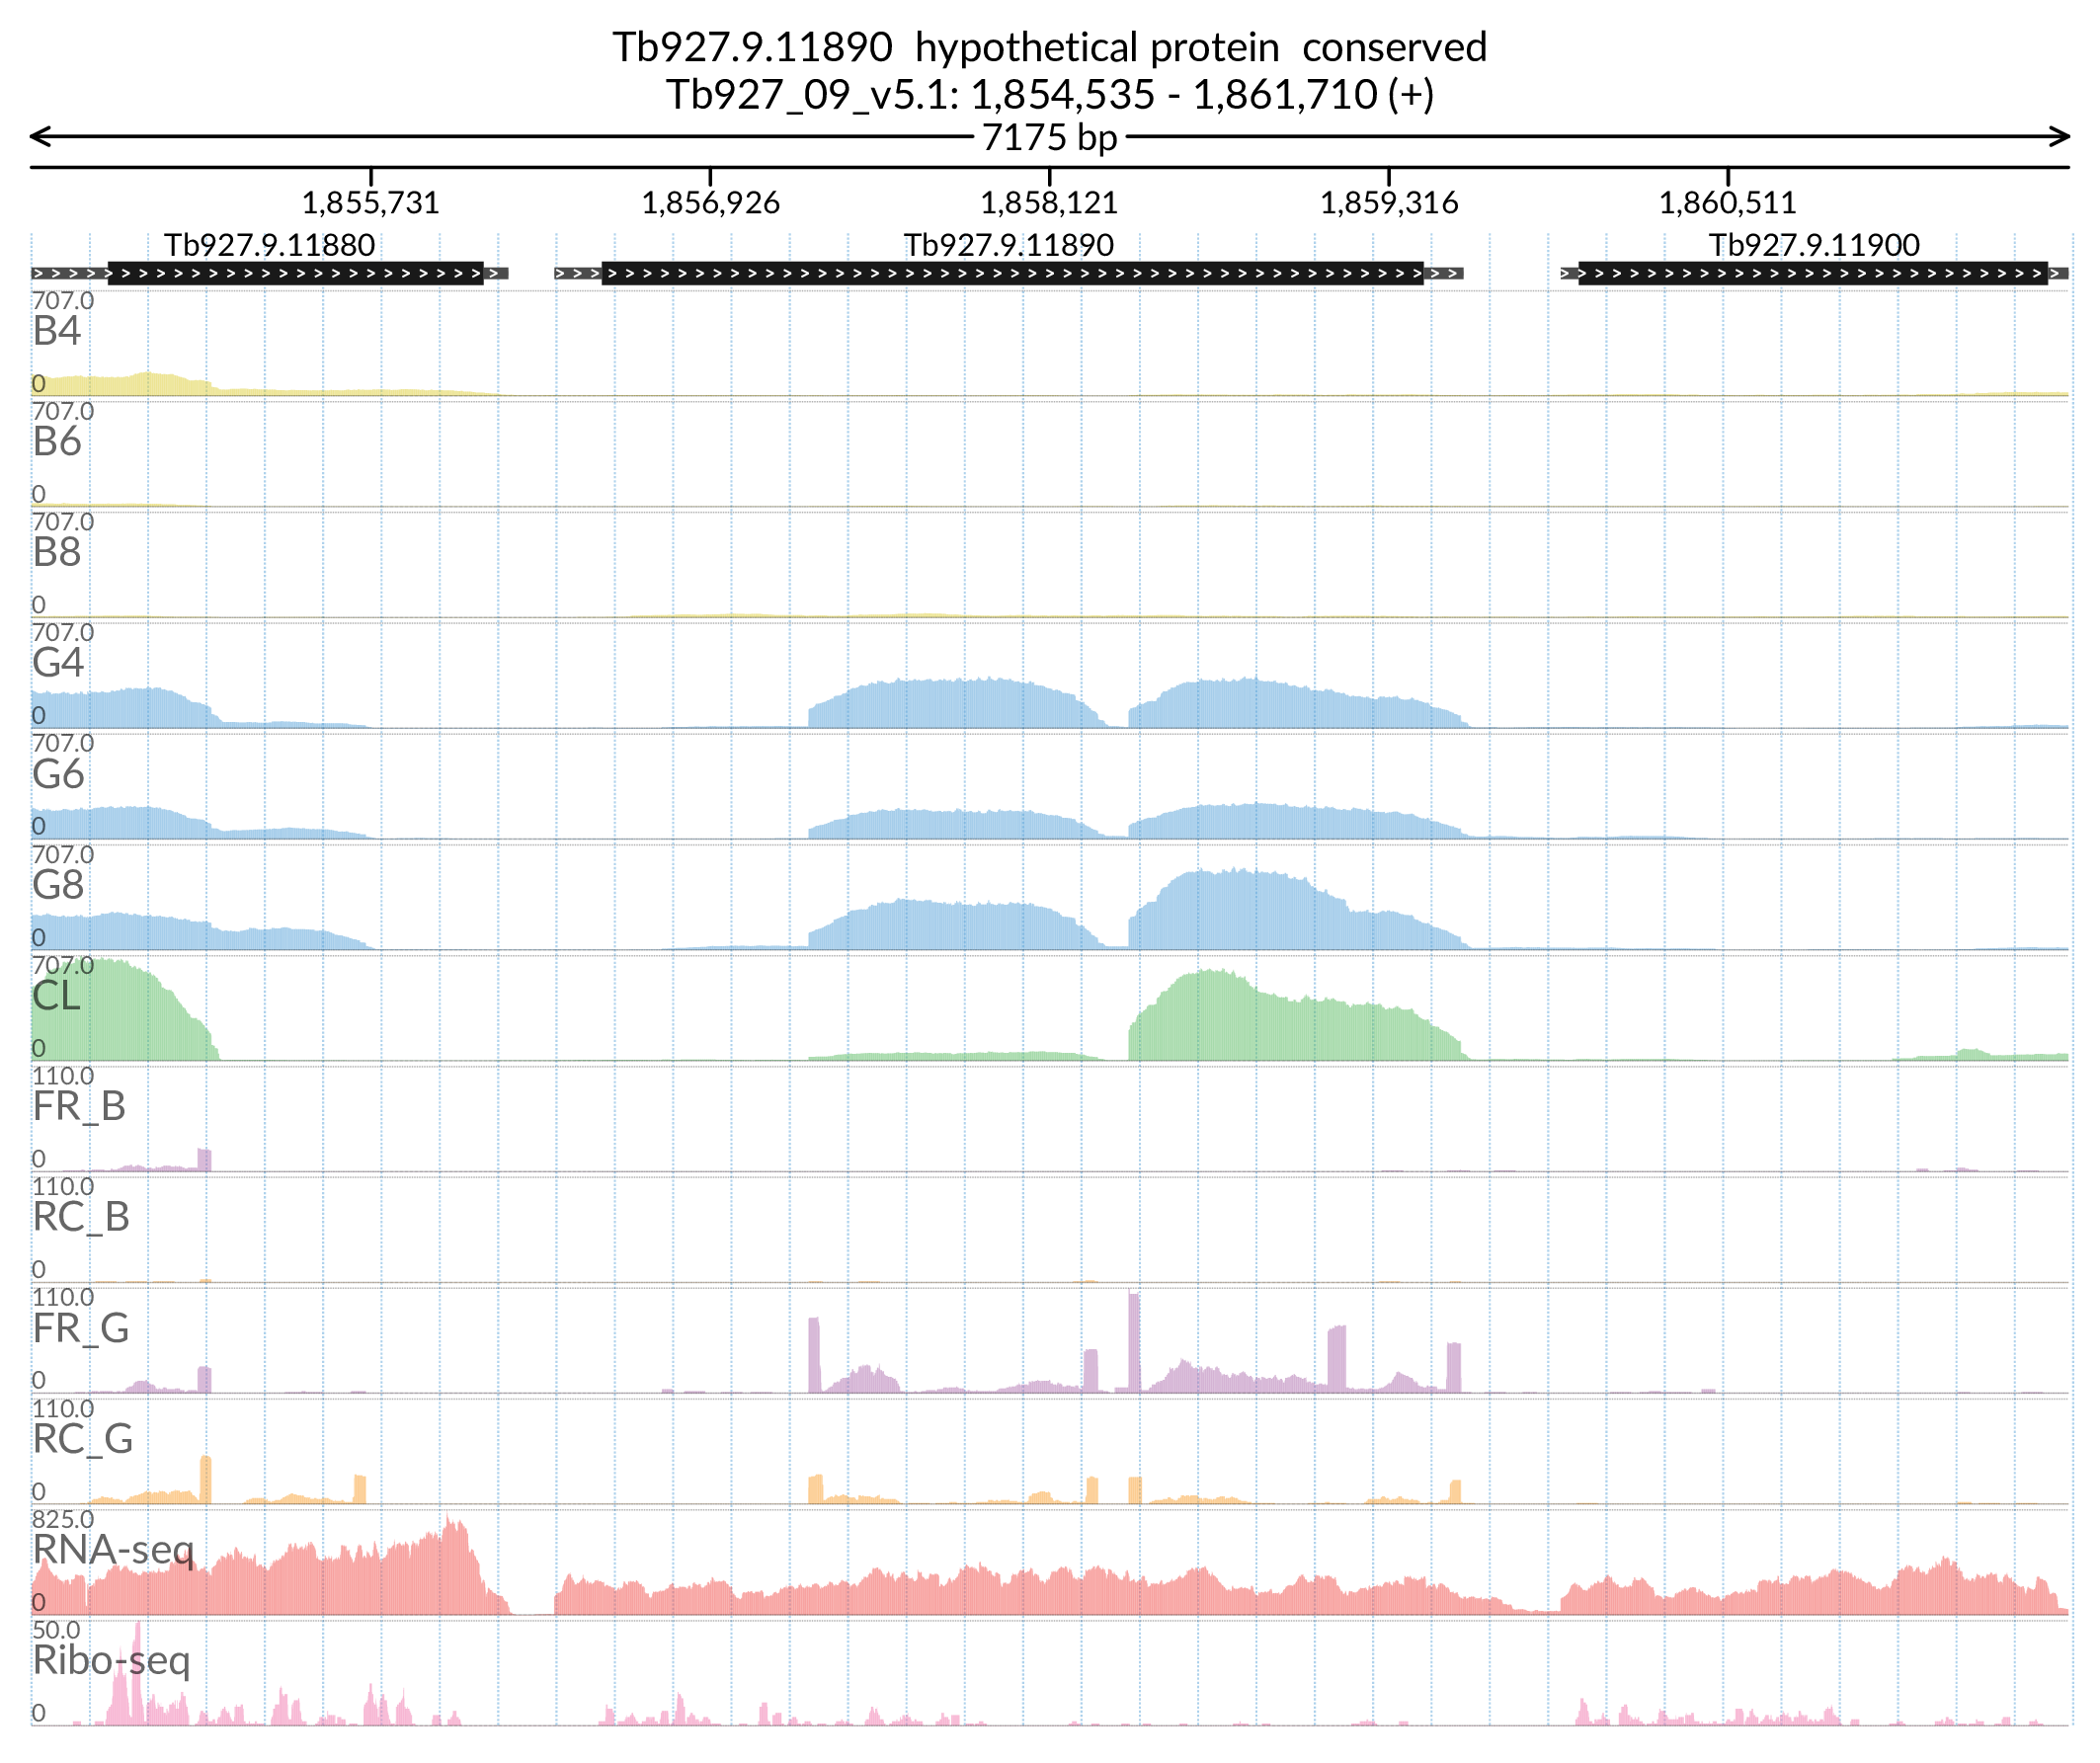 Tb927.9.11890 hypothetical protein conserved
Tb927_09_v5.1: 1,854,535 - 1,861,710 (+)
7175 bp
1,855,731 1,856,926 1,858,121 1,859,316 1,860,511
Tb927.9.11880 Tb927.9.11890 Tb927.9.11900
707.0
B4
0
707.0
B6
0
707.0
B8
0
707.0
G4
0
707.0
G6
0
707.0
G8
0
707.0
CL
0
110.0
FR_B
0
110.0
RC_B
0
110.0
FR_G
0
110.0
RC_G
0
825.0
RNA-seq
0
50.0
Ribo-seq
0